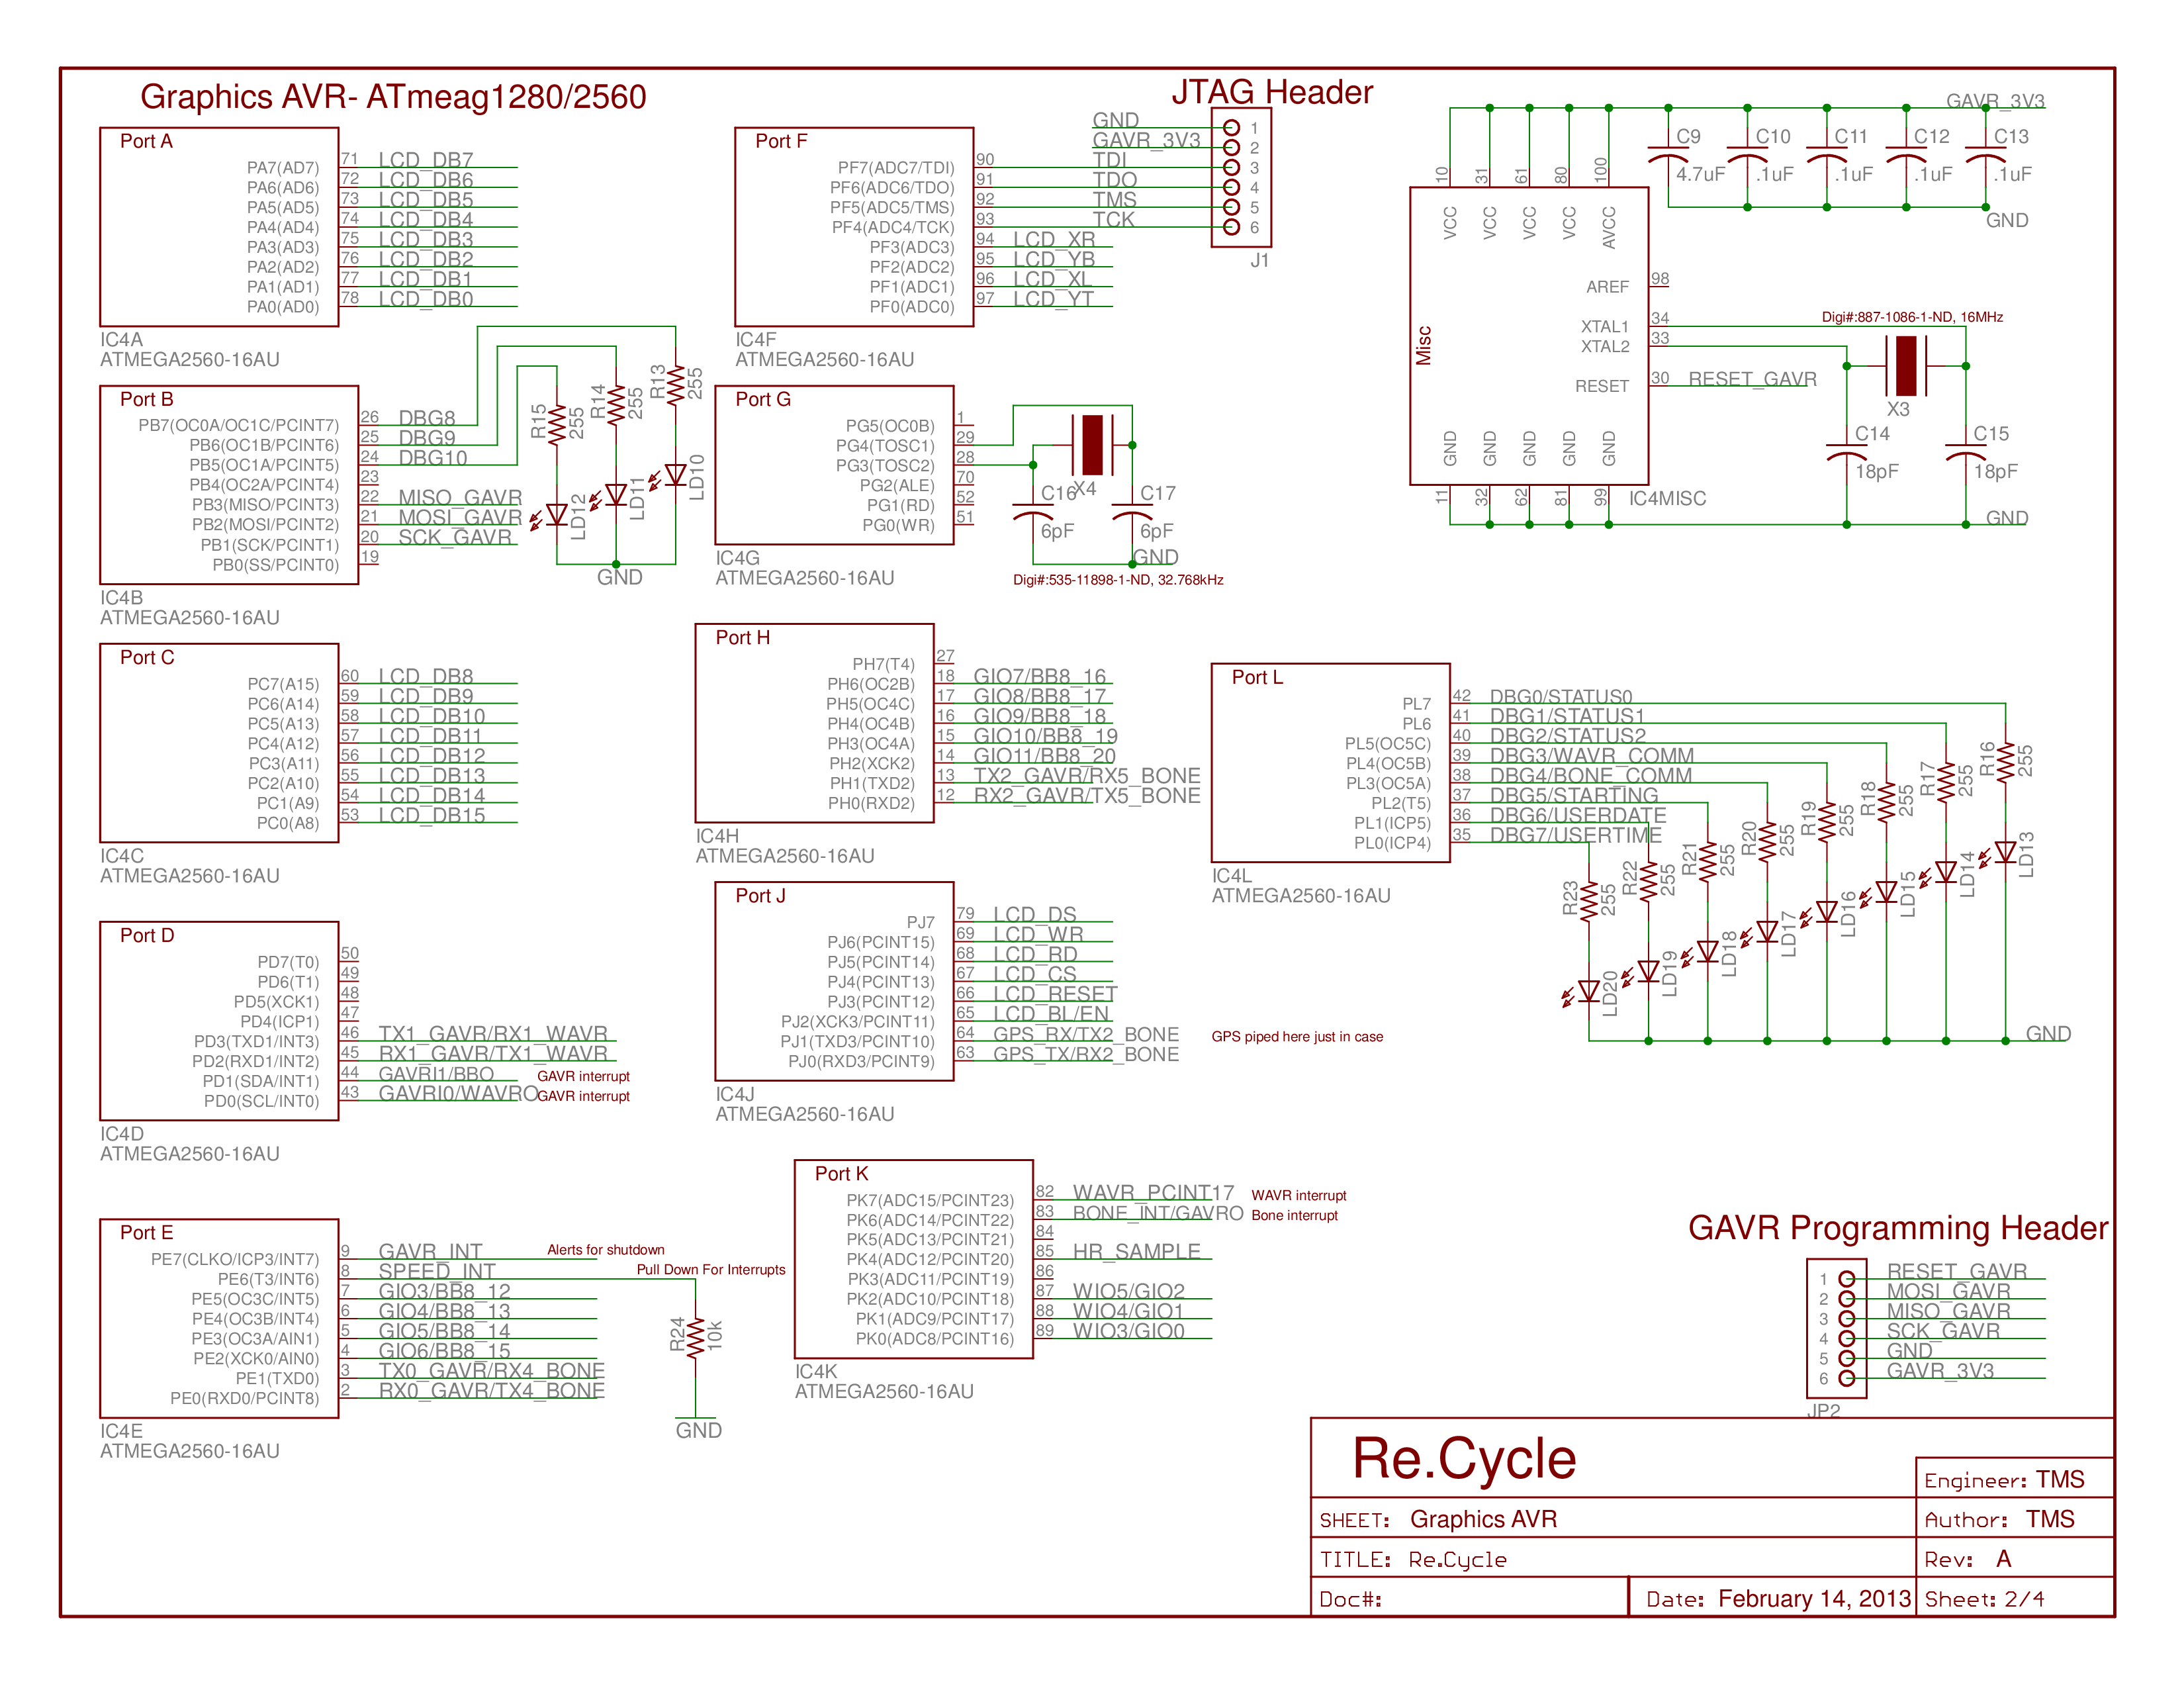 Graphics AVR- ATmeag1280/2560
Port A
PA7(AD7) 71 LCD_DB7
PA6(AD6) 72 LCD_DB6
PA5(AD5) 73 LCD_DB5
PA4(AD4) 74 LCD_DB4
PA3(AD3) 75 LCD_DB3
PA2(AD2) 76 LCD_DB2
PA1(AD1) 77 LCD_DB1
PA0(AD0) 78 LCD_DB0
IC4A
ATMEGA2560-16AU
Port B
PB7(OC0A/OC1C/PCINT7) 26 DBG8
PB6(OC1B/PCINT6) 25 DBG9
PB5(OC1A/PCINT5) 24 DBG10
PB4(OC2A/PCINT4) 23
PB3(MISO/PCINT3) 22 MISO_GAVR
PB2(MOSI/PCINT2) 21 MOSI_GAVR
PB1(SCK/PCINT1) 20 SCK_GAVR
PB0(SS/PCINT0) 19
IC4B
ATMEGA2560-16AU
R15 255
R14 255
R13 255
LD12
LD11
LD10
GND
Port C
PC7(A15) 60 LCD_DB8
PC6(A14) 59 LCD_DB9
PC5(A13) 58 LCD_DB10
PC4(A12) 57 LCD_DB11
PC3(A11) 56 LCD_DB12
PC2(A10) 55 LCD_DB13
PC1(A9) 54 LCD_DB14
PC0(A8) 53 LCD_DB15
IC4C
ATMEGA2560-16AU
Port D
PD7(T0) 50
PD6(T1) 49
PD5(XCK1) 48
PD4(ICP1) 47
PD3(TXD1/INT3) 46 TX1_GAVR/RX1_WAVR
PD2(RXD1/INT2) 45 RX1_GAVR/TX1_WAVR
PD1(SDA/INT1) 44 GAVRI1/BBO GAVR interrupt
PD0(SCL/INT0) 43 GAVRI0/WAVRO GAVR interrupt
IC4D
ATMEGA2560-16AU
Port E
PE7(CLKO/ICP3/INT7) 9 GAVR_INT Alerts for shutdown
PE6(T3/INT6) 8 SPEED_INT Pull Down For Interrupts
PE5(OC3C/INT5) 7 GIO3/BB8_12
PE4(OC3B/INT4) 6 GIO4/BB8_13
PE3(OC3A/AIN1) 5 GIO5/BB8_14
PE2(XCK0/AIN0) 4 GIO6/BB8_15
PE1(TXD0) 3 TX0_GAVR/RX4_BONE
PE0(RXD0/PCINT8) 2 RX0_GAVR/TX4_BONE
IC4E
ATMEGA2560-16AU
R24 10k
GND
Port F
PF7(ADC7/TDI) 90 TDI
PF6(ADC6/TDO) 91 TDO
PF5(ADC5/TMS) 92 TMS
PF4(ADC4/TCK) 93 TCK
PF3(ADC3) 94 LCD_XR
PF2(ADC2) 95 LCD_YB
PF1(ADC1) 96 LCD_XL
PF0(ADC0) 97 LCD_YT
IC4F
ATMEGA2560-16AU
JTAG Header
GND 1
GAVR_3V3 2
3
4
5
6
J1
Port G
PG5(OC0B) 1
PG4(TOSC1) 29
PG3(TOSC2) 28
PG2(ALE) 70
PG1(RD) 52
PG0(WR) 51
IC4G
ATMEGA2560-16AU
X4
C16 6pF
C17 6pF
GND
Digi#:535-11898-1-ND, 32.768kHz
Port H
PH7(T4) 27
PH6(OC2B) 18 GIO7/BB8_16
PH5(OC4C) 17 GIO8/BB8_17
PH4(OC4B) 16 GIO9/BB8_18
PH3(OC4A) 15 GIO10/BB8_19
PH2(XCK2) 14 GIO11/BB8_20
PH1(TXD2) 13 TX2_GAVR/RX5_BONE
PH0(RXD2) 12 RX2_GAVR/TX5_BONE
IC4H
ATMEGA2560-16AU
Port J
PJ7 79 LCD_DS
PJ6(PCINT15) 69 LCD_WR
PJ5(PCINT14) 68 LCD_RD
PJ4(PCINT13) 67 LCD_CS
PJ3(PCINT12) 66 LCD_RESET
PJ2(XCK3/PCINT11) 65 LCD_BL/EN
PJ1(TXD3/PCINT10) 64 GPS_RX/TX2_BONE GPS piped here just in case
PJ0(RXD3/PCINT9) 63 GPS_TX/RX2_BONE
IC4J
ATMEGA2560-16AU
Port K
PK7(ADC15/PCINT23) 82 WAVR_PCINT17 WAVR interrupt
PK6(ADC14/PCINT22) 83 BONE_INT/GAVRO Bone interrupt
PK5(ADC13/PCINT21) 84
PK4(ADC12/PCINT20) 85 HR_SAMPLE
PK3(ADC11/PCINT19) 86
PK2(ADC10/PCINT18) 87 WIO5/GIO2
PK1(ADC9/PCINT17) 88 WIO4/GIO1
PK0(ADC8/PCINT16) 89 WIO3/GIO0
IC4K
ATMEGA2560-16AU
GAVR_3V3
C9 4.7uF
C10 .1uF
C11 .1uF
C12 .1uF
C13 .1uF
GND
10 31 61 80 100
VCC VCC VCC VCC AVCC
Misc
AREF 98
XTAL1 34
XTAL2 33
RESET 30 RESET_GAVR
GND GND GND GND GND
11 32 62 81 99
IC4MISC
Digi#:887-1086-1-ND, 16MHz
X3
C14 18pF
C15 18pF
GND
Port L
PL7 42 DBG0/STATUS0
PL6 41 DBG1/STATUS1
PL5(OC5C) 40 DBG2/STATUS2
PL4(OC5B) 39 DBG3/WAVR_COMM
PL3(OC5A) 38 DBG4/BONE_COMM
PL2(T5) 37 DBG5/STARTING
PL1(ICP5) 36 DBG6/USERDATE
PL0(ICP4) 35 DBG7/USERTIME
IC4L
ATMEGA2560-16AU
R23 255
R22 255
R21 255
R20 255
R19 255
R18 255
R17 255
R16 255
LD20
LD19
LD18
LD17
LD16
LD15
LD14
LD13
GND
GAVR Programming Header
1 RESET_GAVR
2 MOSI_GAVR
3 MISO_GAVR
4 SCK_GAVR
5 GND
6 GAVR_3V3
JP2
Re.Cycle
Engineer: TMS
SHEET: Graphics AVR
Author: TMS
TITLE: Re.Cycle
Rev: A
Doc#:
Date: February 14, 2013
Sheet: 2/4